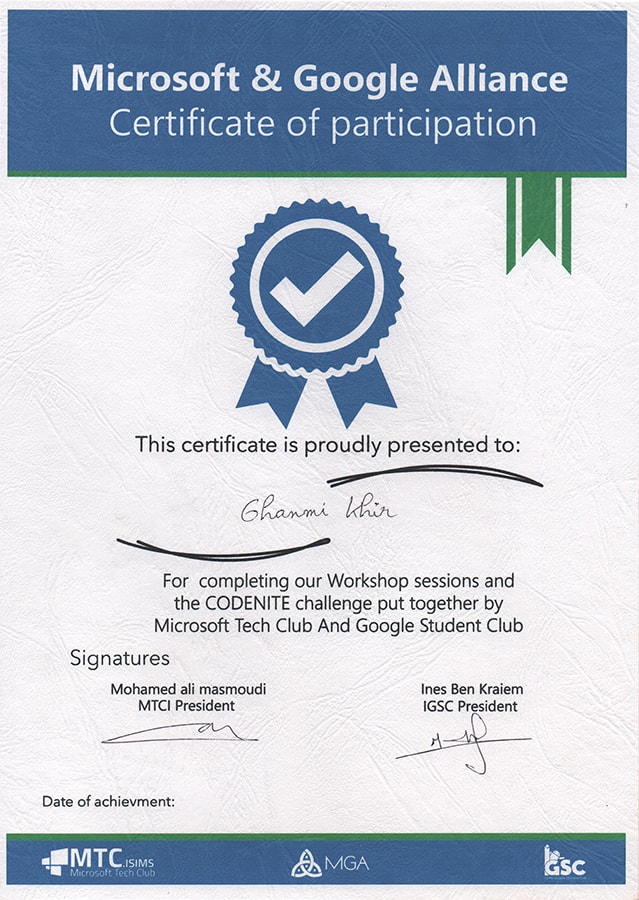 Microsoft & Google Alliance
Certificate of participation
This certificate is proudly presented to:
Ghanmi Khir
For completing our Workshop sessions and
the CODENITE challenge put together by
Microsoft Tech Club And Google Student Club
Signatures
Mohamed ali masmoudi
MTCI President
Ines Ben Kraiem
IGSC President
Date of achievment:
MTC.ISIMS
Microsoft Tech Club
MGA
IGSC